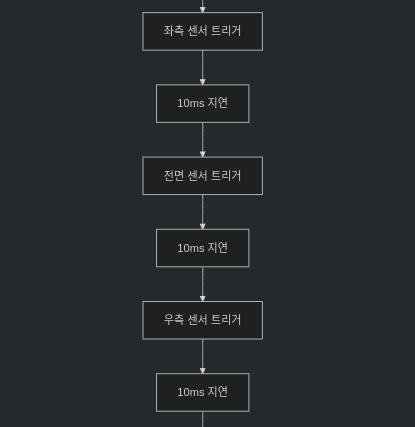 좌측 센서 트리거
10ms 지연
전면 센서 트리거
10ms 지연
우측 센서 트리거
10ms 지연